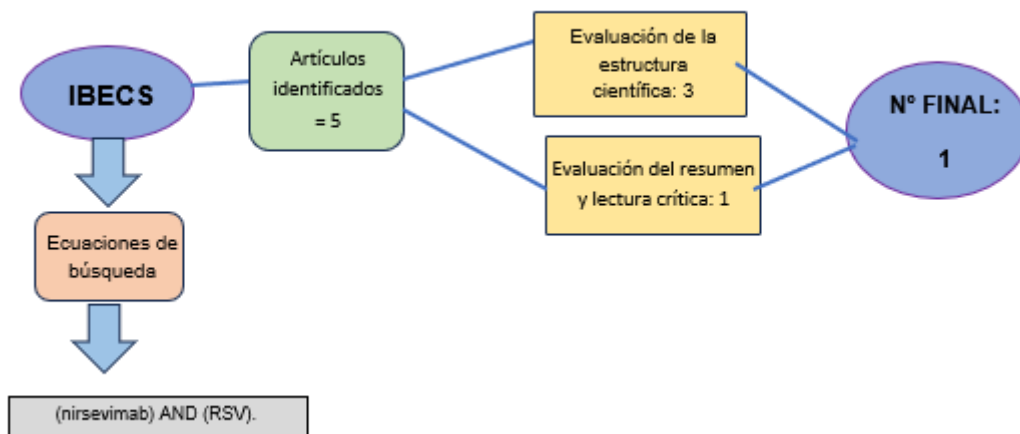 IBECS
Artículos
identificados
= 5
Evaluación de la
estructura
científica: 3
Evaluación del resumen
y lectura crítica: 1
Nº FINAL:
1
Ecuaciones de
búsqueda
(nirsevimab) AND (RSV).